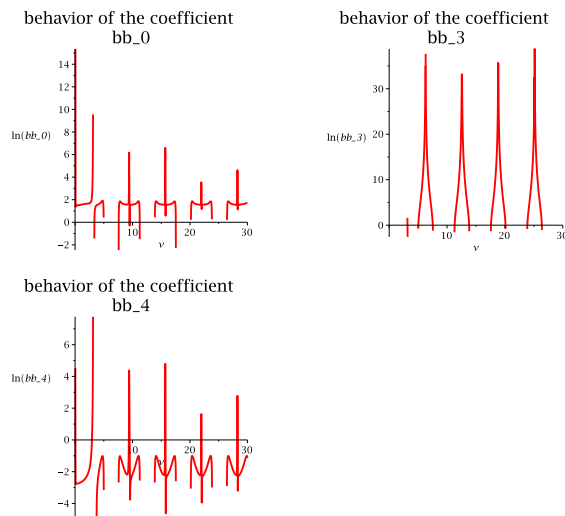 behavior of the coefficient
bb_0
14
12
10
8
6
4
2
0
−2
ln(bb_0)
10
20
30
v
behavior of the coefficient
bb_3
30
20
10
0
ln(bb_3)
10
20
30
v
behavior of the coefficient
bb_4
6
4
2
0
−2
−4
ln(bb_4)
10
20
30
v